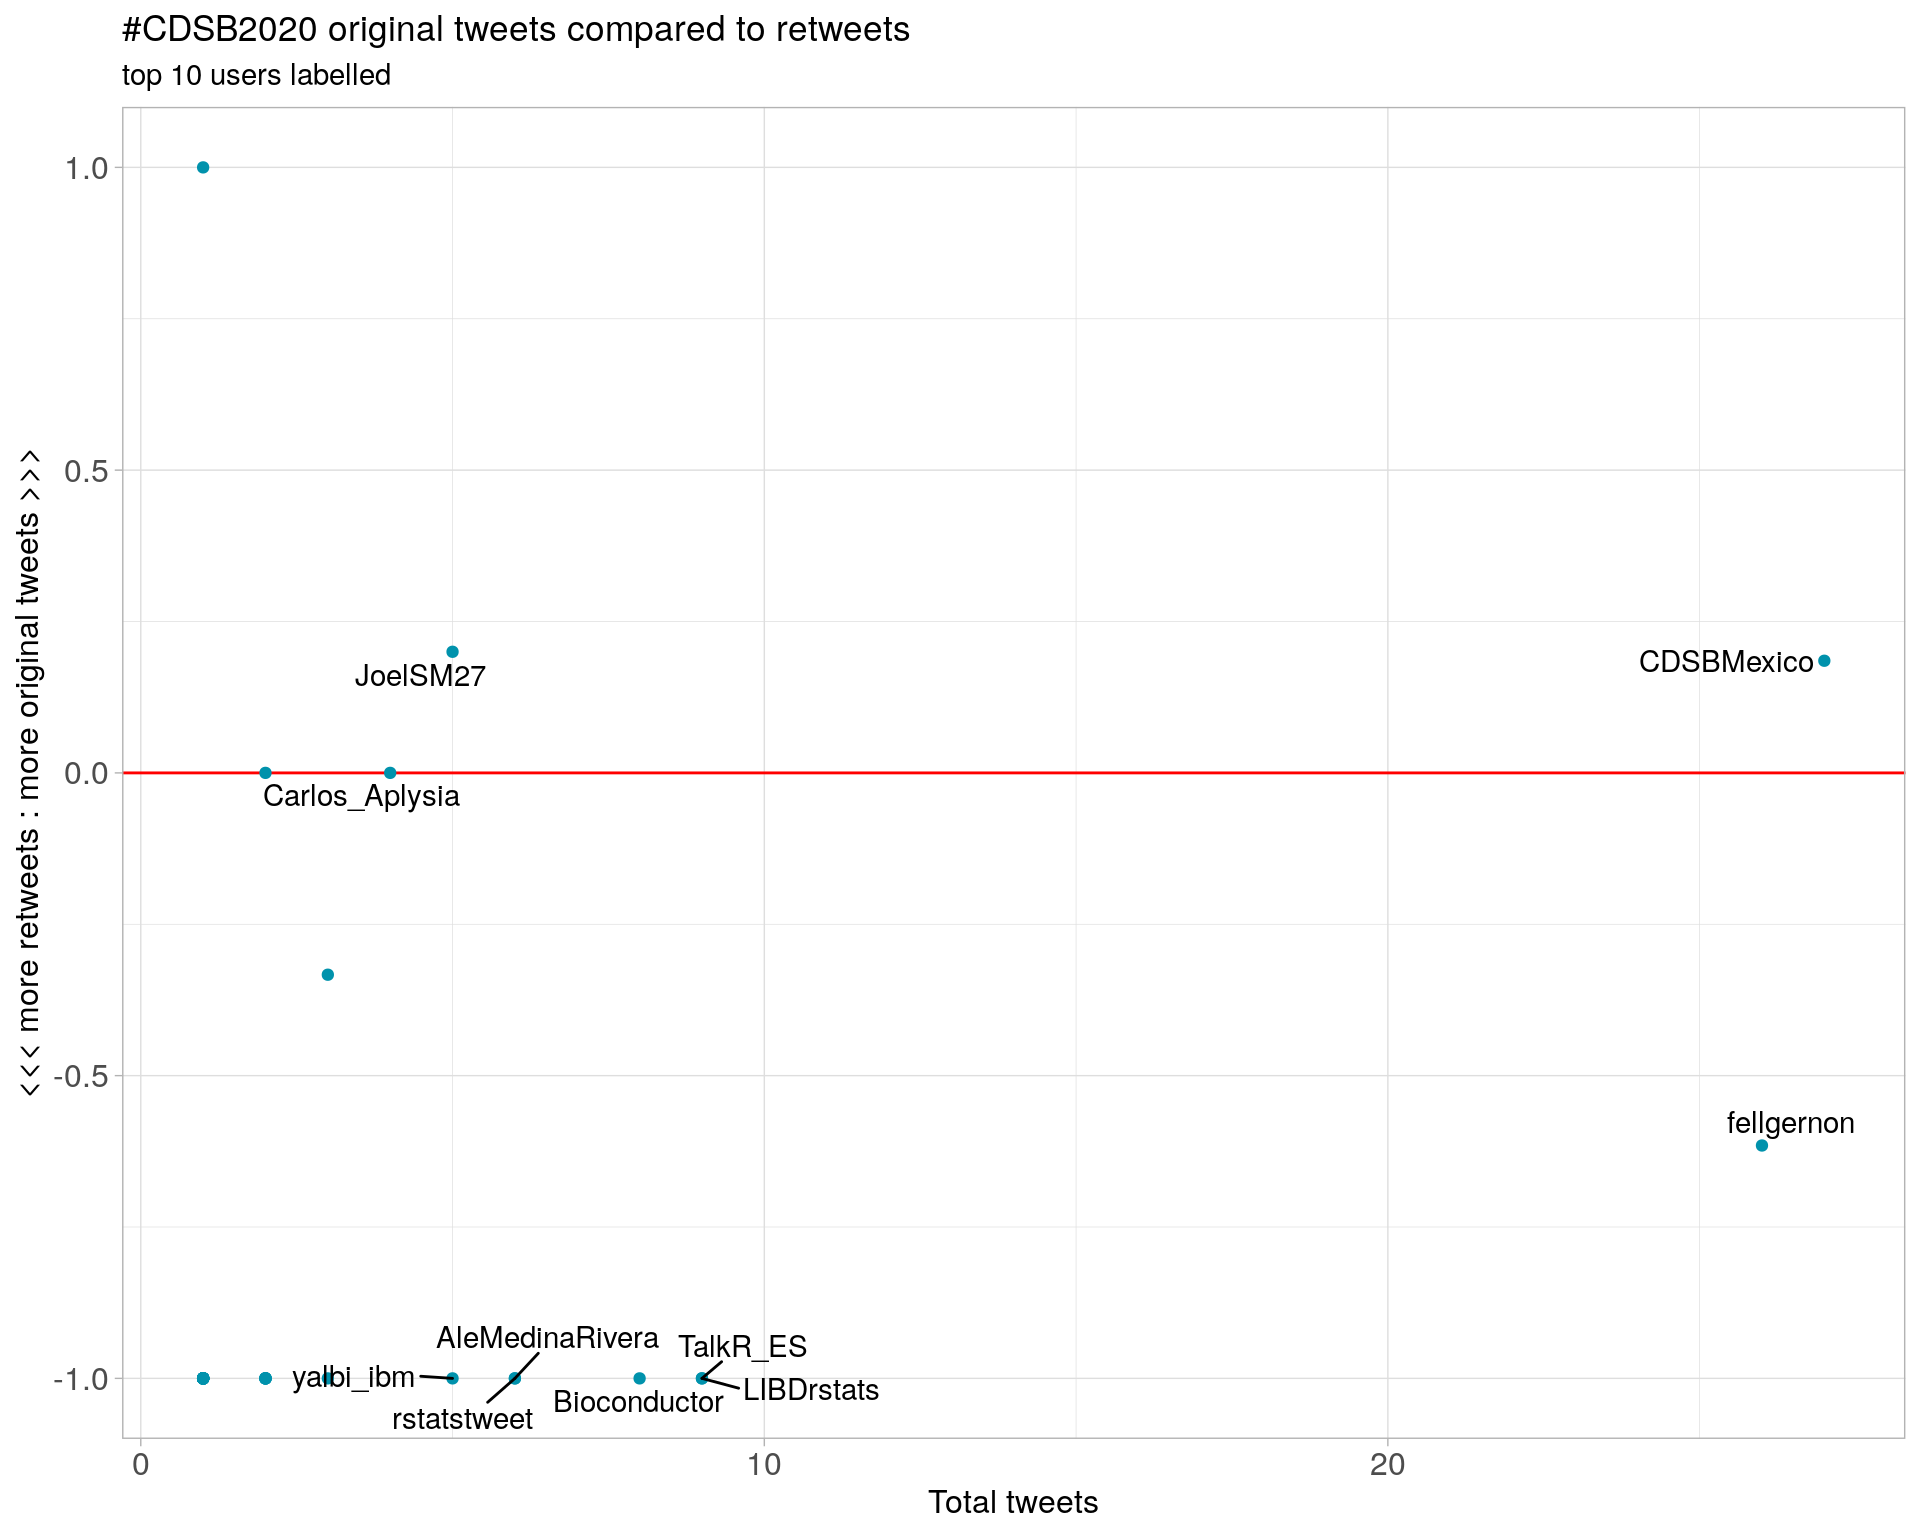 #CDSB2020 original tweets compared to retweets
top 10 users labelled
<<< more retweets : more original tweets >>>
1.0
0.5
0.0
-0.5
-1.0
JoelSM27
CDSBMexico
Carlos_Aplysia
fellgernon
AleMedinaRivera
TalkR_ES
yalbi_ibm
LIBDrstats
Bioconductor
rstatstweet
0
10
20
Total tweets